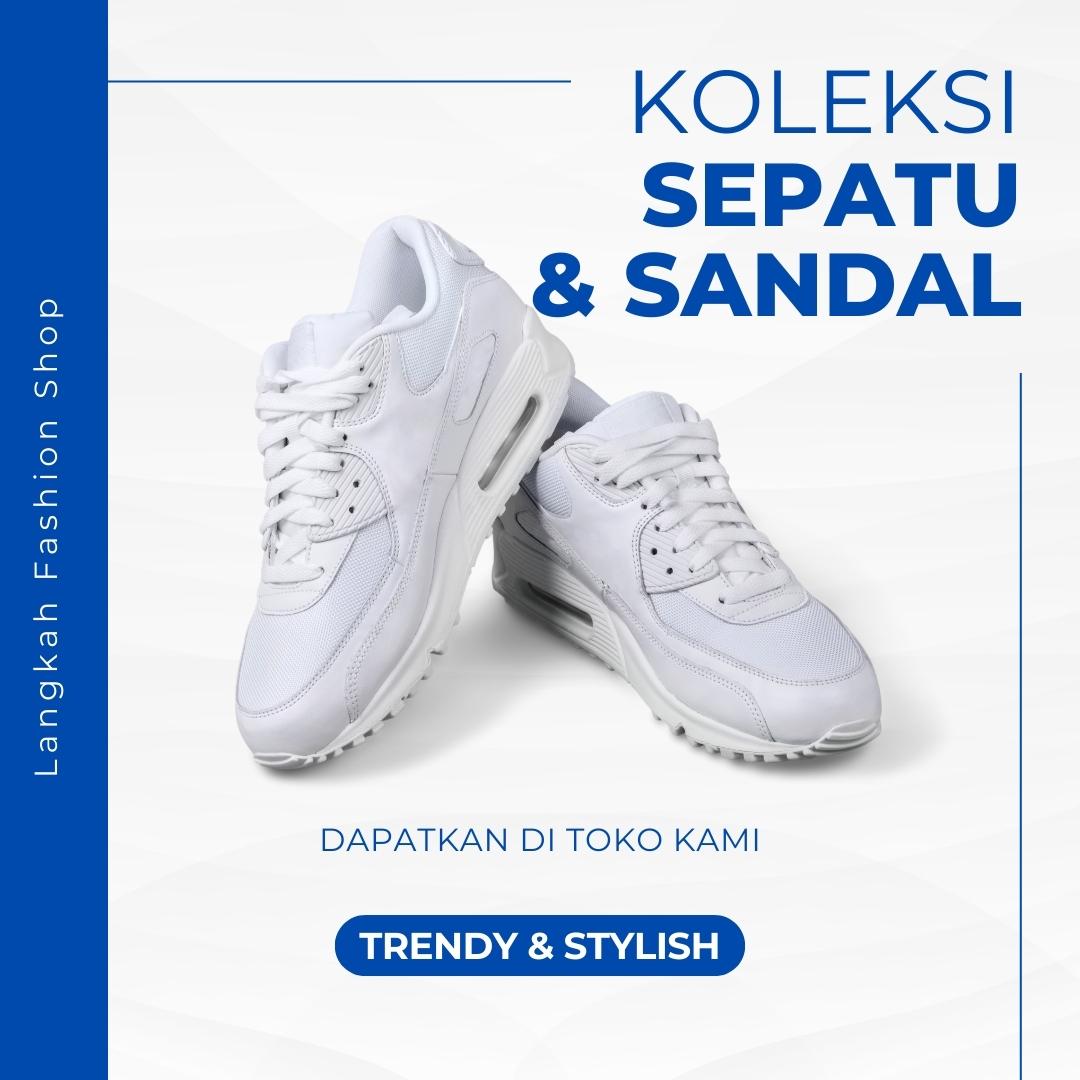 KOLEKSI
SEPATU
& SANDAL
Langkah Fashion Shop
DAPATKAN DI TOKO KAMI
TRENDY & STYLISH